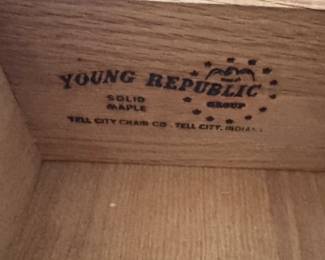 YOUNG REPUBLIC
SOLID
MAPLE
GROUP
TELL CITY CHAIR CO. TELL CITY, INDIANA